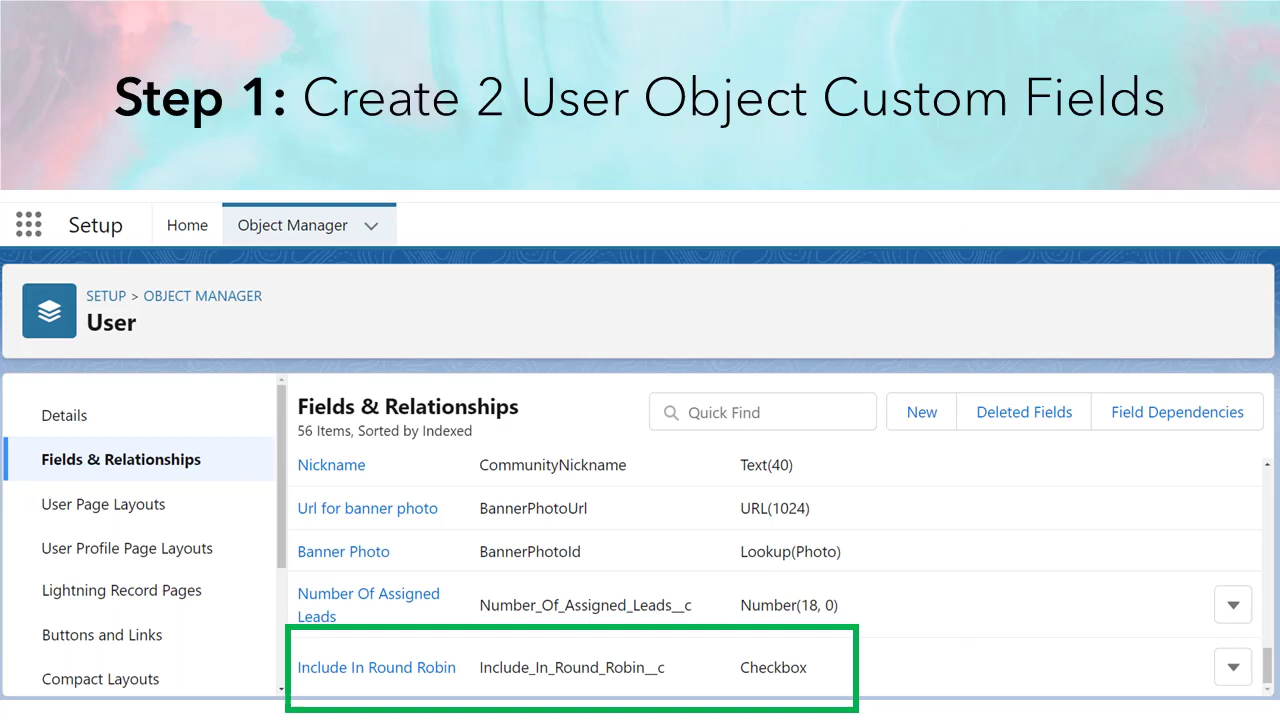 Step 1: Create 2 User Object Custom Fields
Setup
Home
Object Manager
SETUP > OBJECT MANAGER
User
Details
Fields & Relationships
User Page Layouts
User Profile Page Layouts
Lightning Record Pages
Buttons and Links
Compact Layouts
Fields & Relationships
56 Items, Sorted by Indexed
Quick Find
New
Deleted Fields
Field Dependencies
Nickname CommunityNickname Text(40)
Url for banner photo BannerPhotoUrl URL(1024)
Banner Photo BannerPhotoId Lookup(Photo)
Number Of Assigned
Leads
Number_Of_Assigned_Leads__c Number(18, 0)
Include In Round Robin Include_In_Round_Robin__c Checkbox